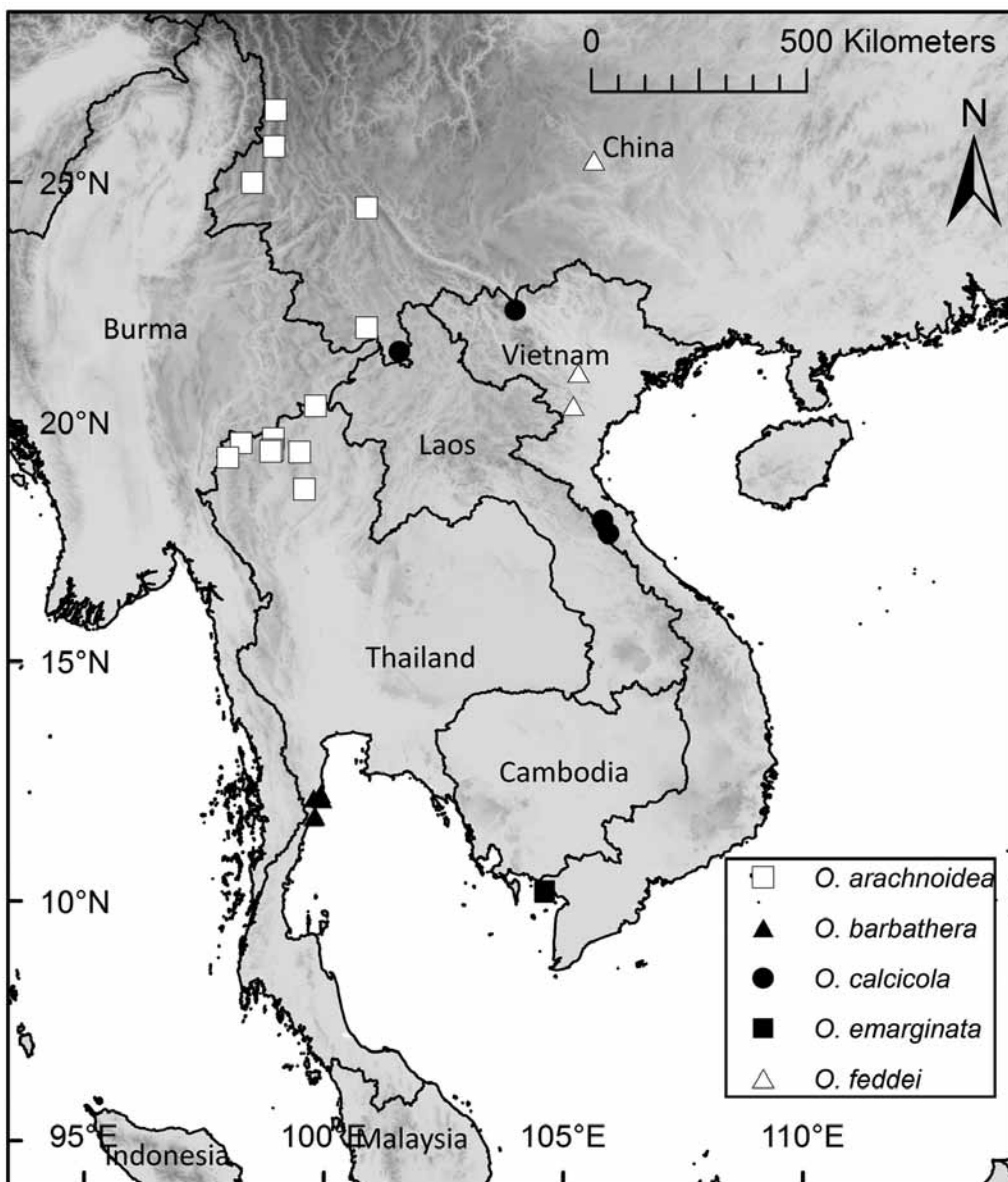 0 500 Kilometers
N
China
25°N
Burma
Vietnam
20°N
Laos
15°N
Thailand
Cambodia
10°N
O. arachnoidea
O. barbathera
O. calcicola
O. emarginata
O. feddei
95°E 100°E 105°E 110°E
Indonesia Malaysia